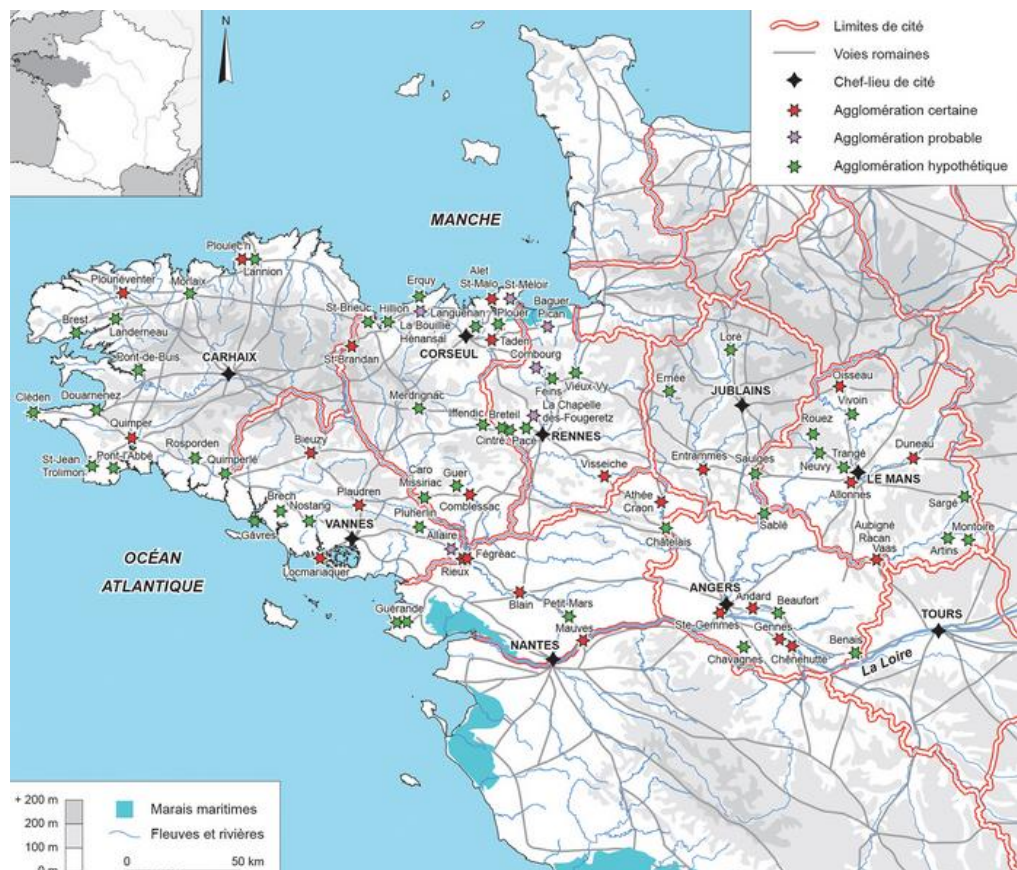 N
Limites de cité
Voies romaines
Chef-lieu de cité
Agglomération certaine
Agglomération probable
Agglomération hypothétique
MANCHE
Ploulec'h
Lannion
Plounéventer
Morlaix
Brest
Landerneau
Pont-de-Buis
CARHAIX
Douarnenez
Cléden
Quimper
St-Jean
Trolimon
Pont-l'Abbé
Rosporden
Quimperlé
Erquy
Alet
St-Malo
St-Méloir
St-Brieuc
Hillion
Languenan
Plouer
Baguer
Pican
La Bouillie
Hénansal
CORSEUL
Taden
St-Brandan
Combourg
Feins
Vieux-Vy
Merdrignac
Iffendic
Breteil
La Chapelle
des-Fougeretz
Cintré
Pacé
RENNES
Bieuzy
Caro
Missiriac
Guer
Comblessac
Visseiche
Brech
Nostang
Plaudren
Pluherlin
VANNES
Allaire
Gâvres
Locmariaquer
Fégréac
Rieux
Loré
Ernée
JUBLAINS
Oisseau
Vivoin
Rouez
Entrammes
Saulges
Neuvy
Trangé
Duneau
LE MANS
Allonnes
Athée
Craon
Sablé
Sargé
Châtelais
Aubigné
Racan
Vaas
Montoire
Artins
OCÉAN
ATLANTIQUE
Guérande
Blain
Petit-Mars
Mauves
NANTES
ANGERS
Andard
Beaufort
Ste-Gemmes
Gennes
Chênehutte
Chavagnes
Benais
TOURS
La Loire
+ 200 m
200 m
100 m
0 m
Marais maritimes
Fleuves et rivières
0
50 km